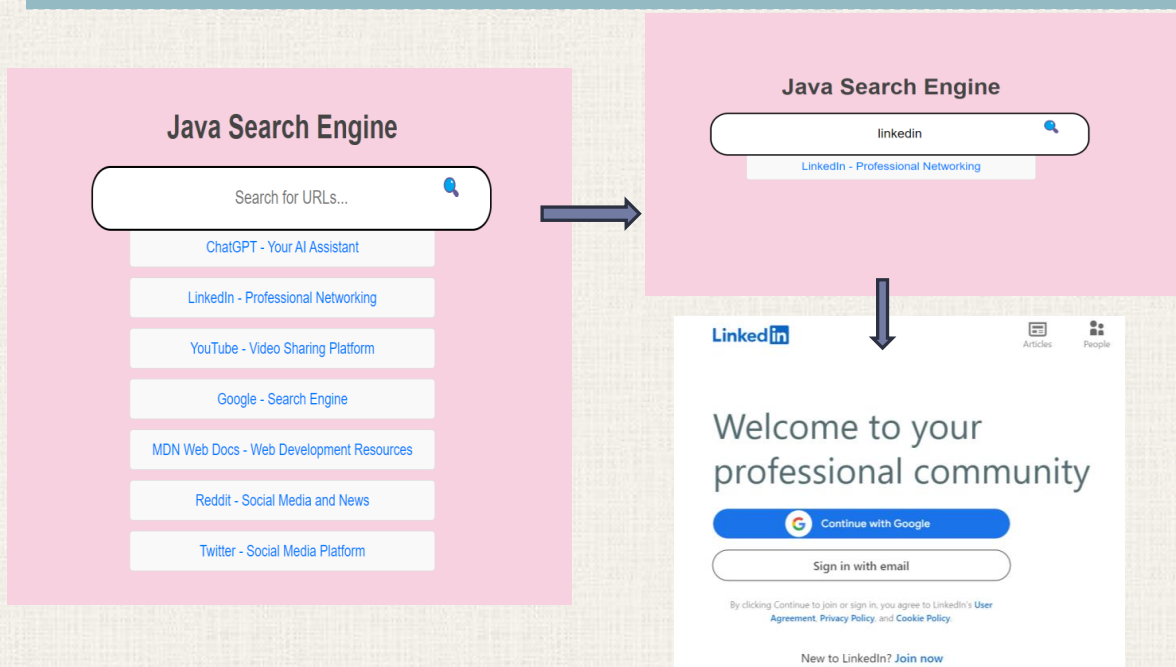 Java Search Engine
Search for URLs...
ChatGPT - Your AI Assistant
LinkedIn - Professional Networking
YouTube - Video Sharing Platform
Google - Search Engine
MDN Web Docs - Web Development Resources
Reddit - Social Media and News
Twitter - Social Media Platform
Java Search Engine
linkedin
LinkedIn - Professional Networking
Linked in
Articles People
Welcome to your
professional community
G Continue with Google
Sign in with email
By clicking Continue to join or sign in, you agree to LinkedIn's User
Agreement, Privacy Policy, and Cookie Policy.
New to LinkedIn? Join now